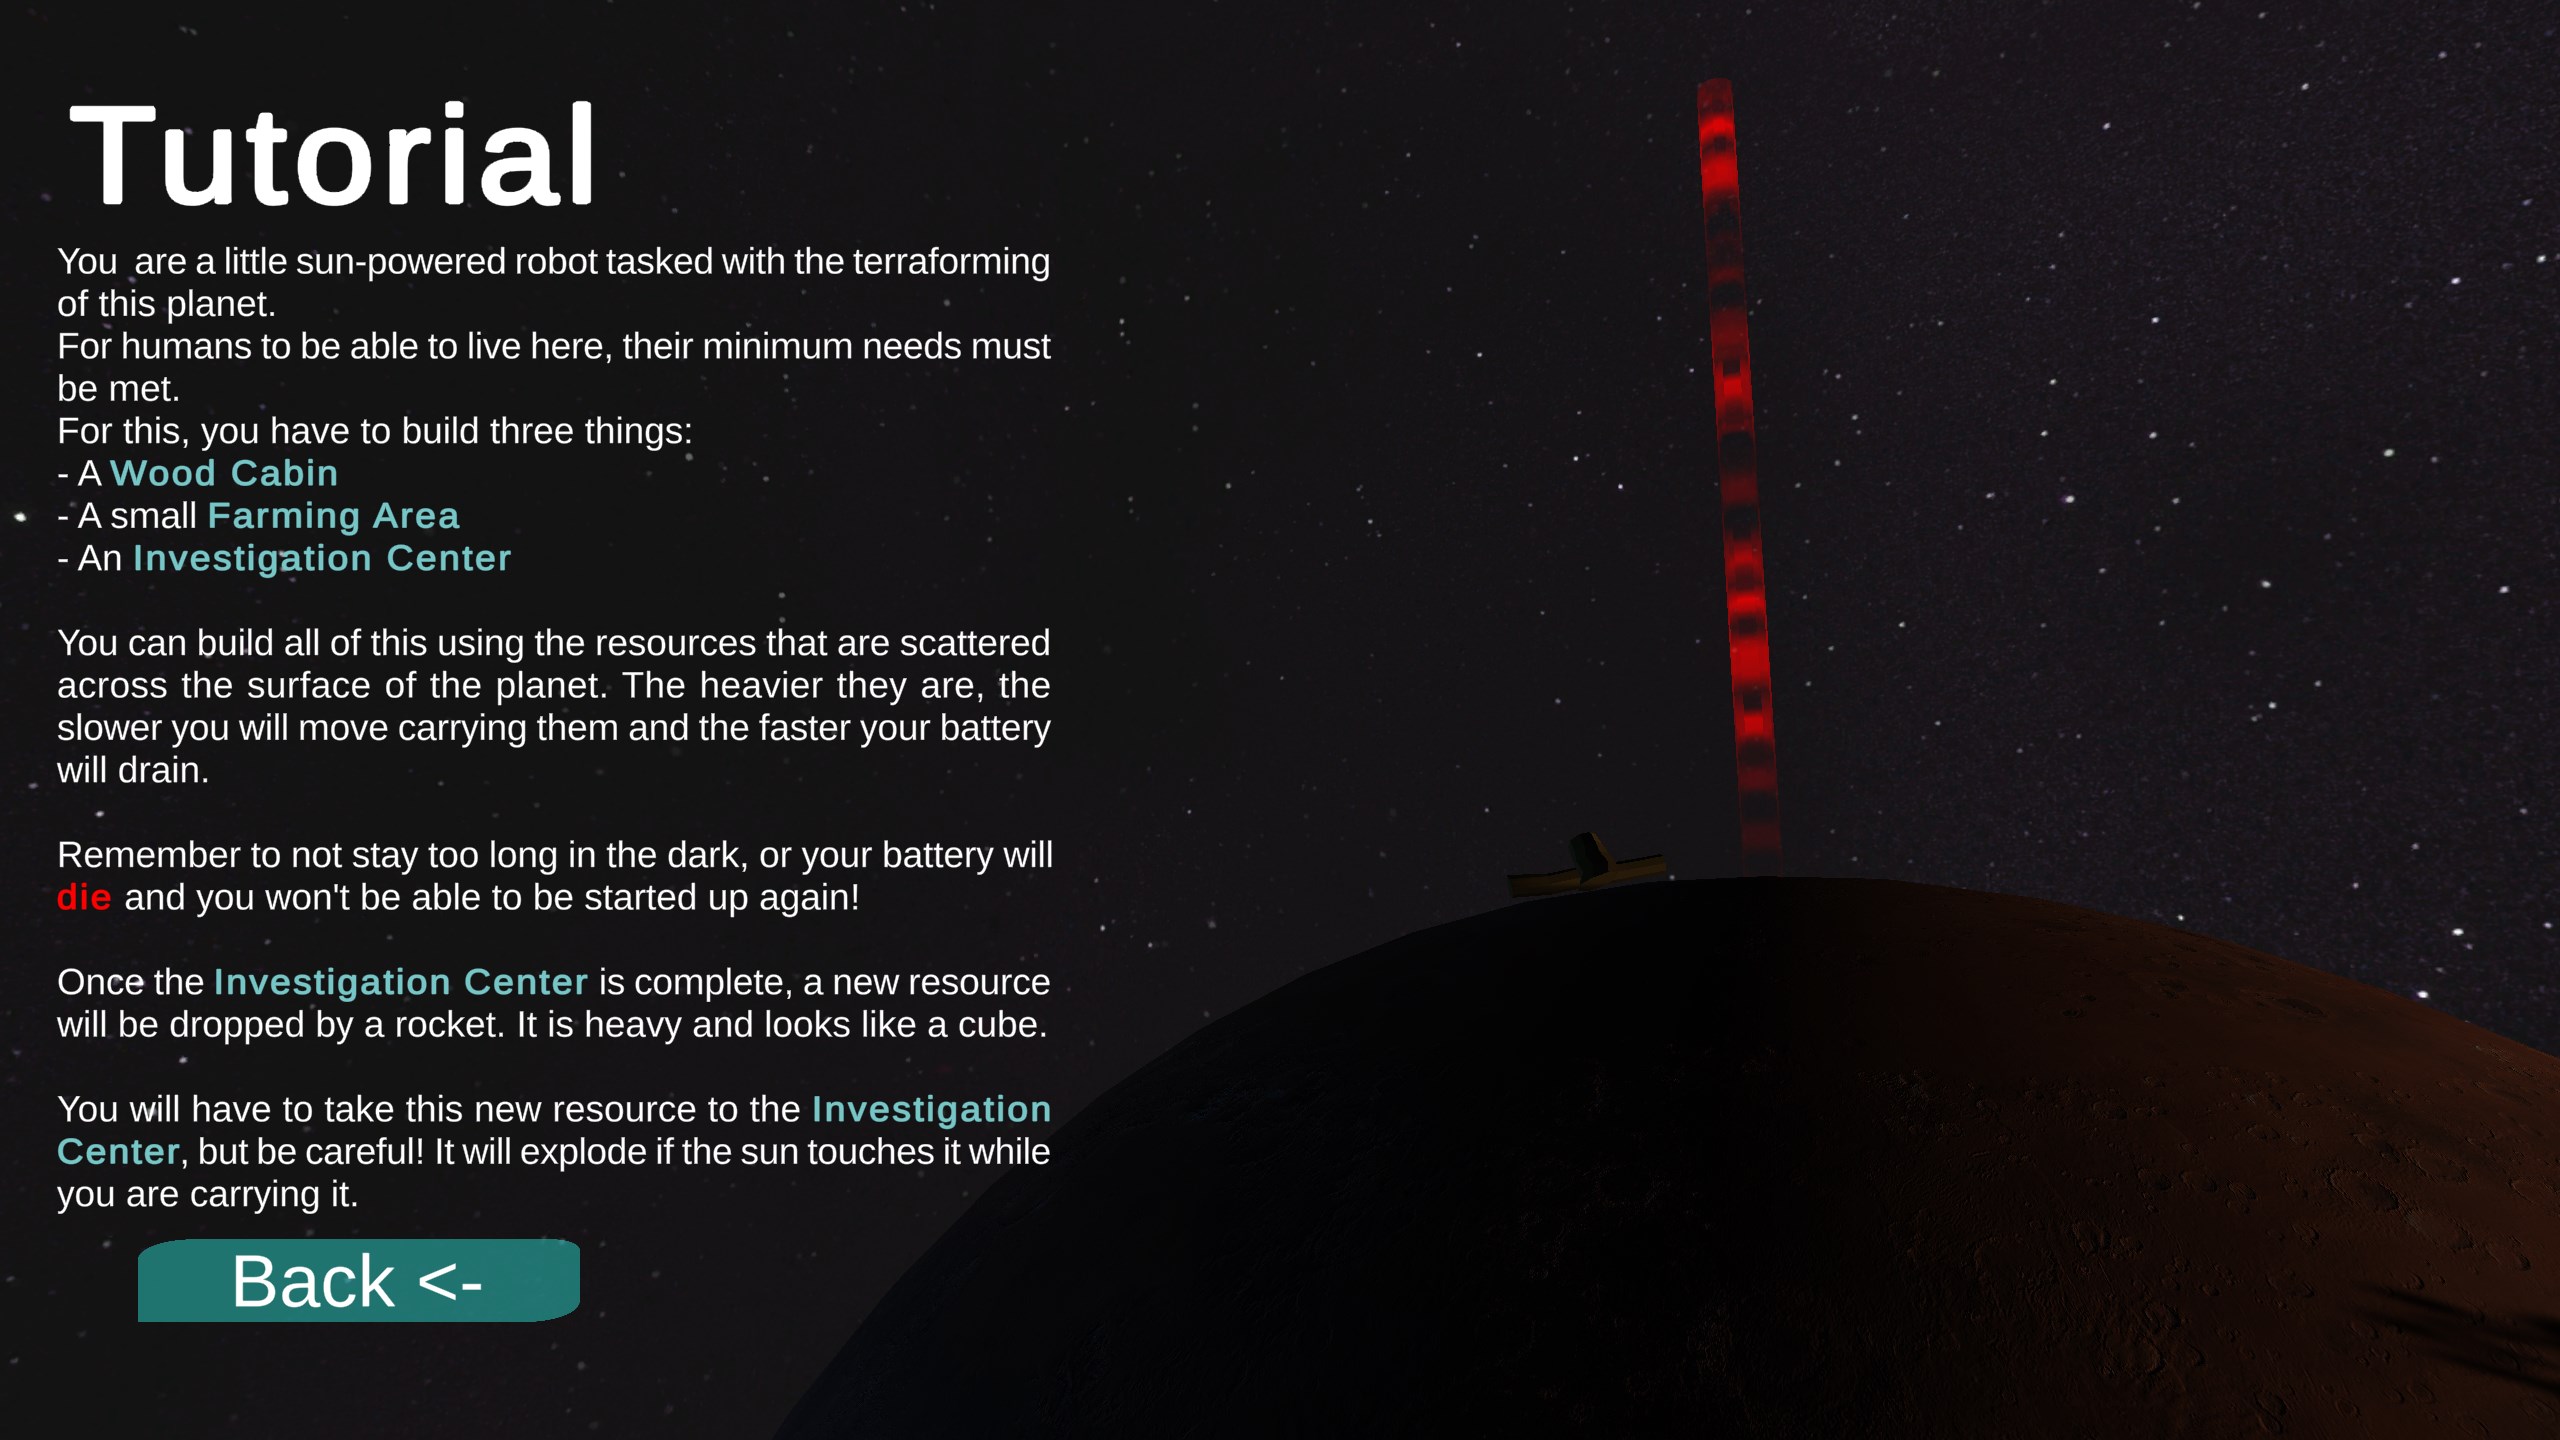 Tutorial
You  are a little sun-powered robot tasked with the terraforming
of this planet.
For humans to be able to live here, their minimum needs must
be met.
For this, you have to build three things:
- A Wood Cabin
- A small Farming Area
- An Investigation Center
You can build all of this using the resources that are scattered
across the surface of the planet. The heavier they are, the
slower you will move carrying them and the faster your battery
will drain.
Remember to not stay too long in the dark, or your battery will
die and you won't be able to be started up again!
Once the Investigation Center is complete, a new resource
will be dropped by a rocket. It is heavy and looks like a cube.
You will have to take this new resource to the Investigation
Center, but be careful! It will explode if the sun touches it while
you are carrying it.
Back <-